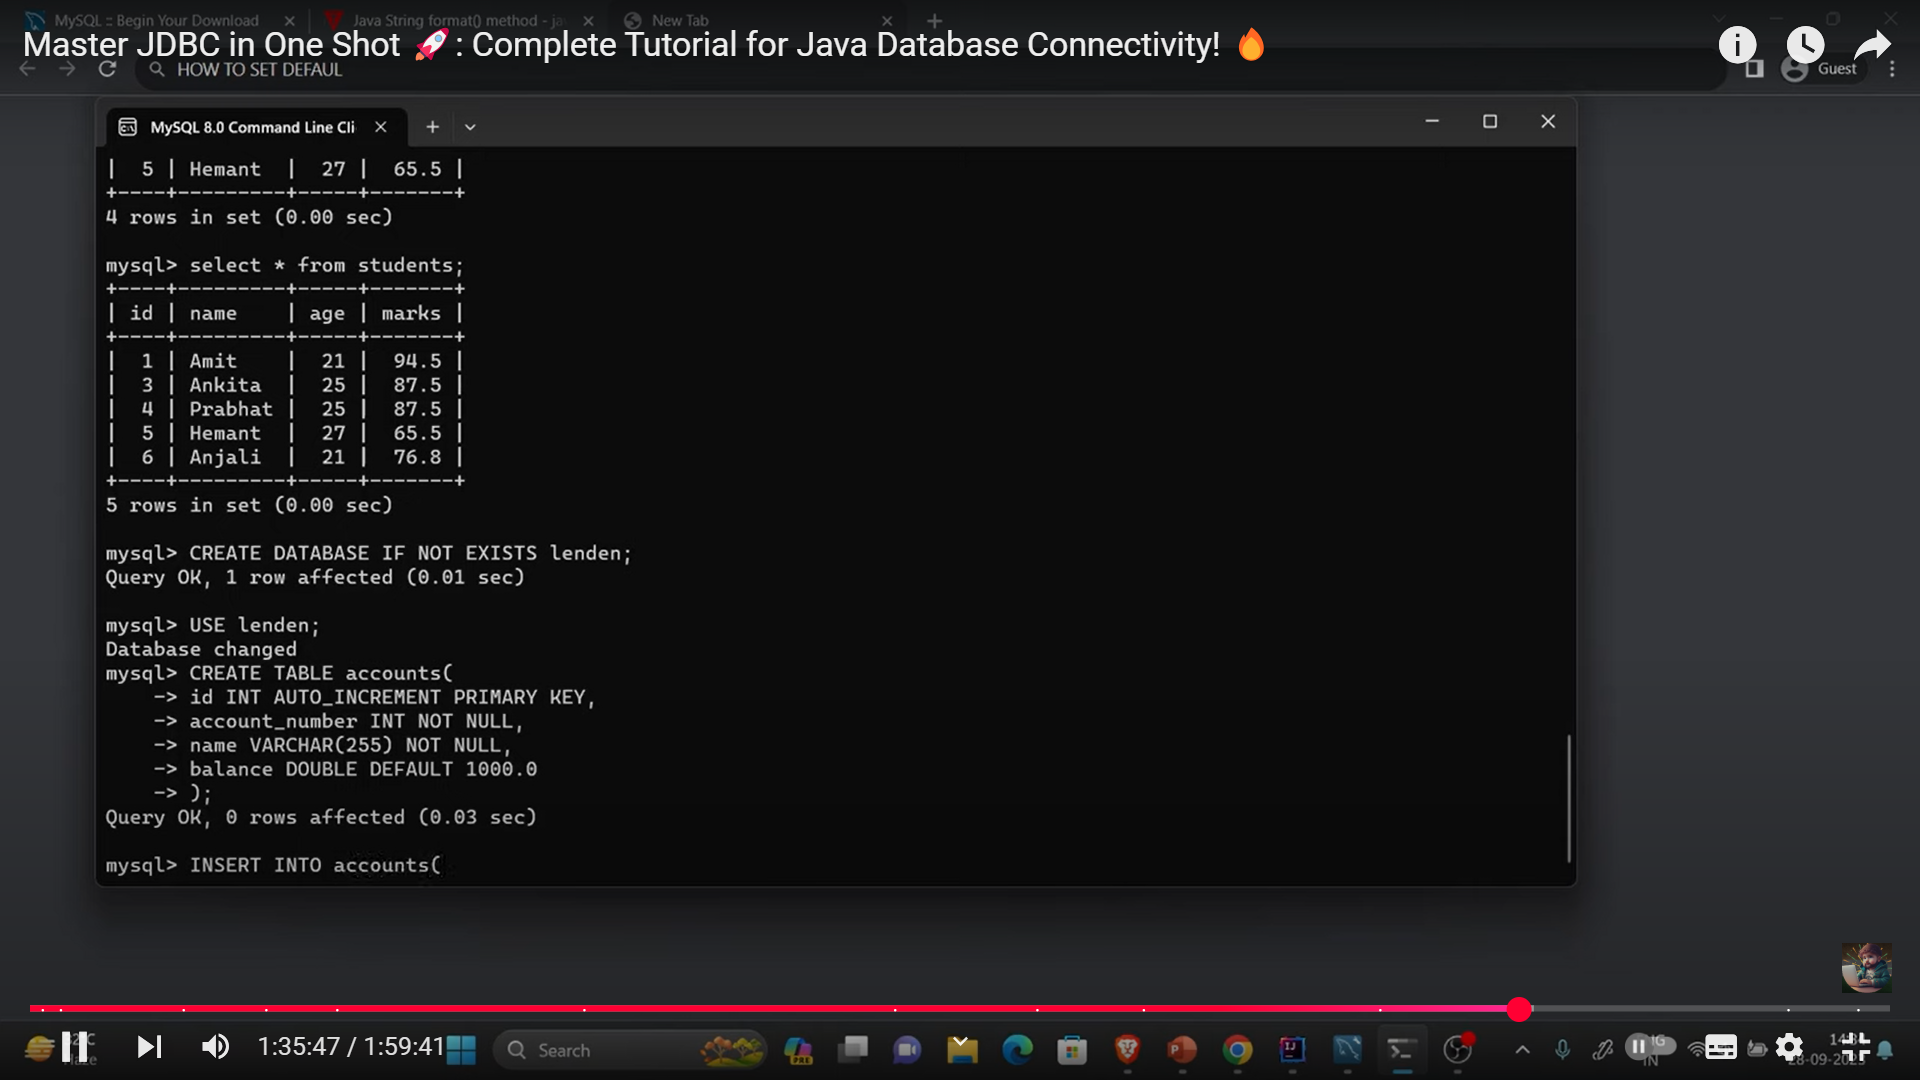 MySQL :: Begin Your Download
Java String format() method - ja
New Tab
Master JDBC in One Shot 🚀 : Complete Tutorial for Java Database Connectivity! 🔥
HOW TO SET DEFAUL
Guest
MySQL 8.0 Command Line Cli
|  5 | Hemant  |  27 |  65.5 |
+----+---------+-----+-------+
4 rows in set (0.00 sec)
mysql> select * from students;
+----+---------+-----+-------+
| id | name    | age | marks |
+----+---------+-----+-------+
|  1 | Amit    |  21 |  94.5 |
|  3 | Ankita  |  25 |  87.5 |
|  4 | Prabhat |  25 |  87.5 |
|  5 | Hemant  |  27 |  65.5 |
|  6 | Anjali  |  21 |  76.8 |
+----+---------+-----+-------+
5 rows in set (0.00 sec)
mysql> CREATE DATABASE IF NOT EXISTS lenden;
Query OK, 1 row affected (0.01 sec)
mysql> USE lenden;
Database changed
mysql> CREATE TABLE accounts(
    -> id INT AUTO_INCREMENT PRIMARY KEY,
    -> account_number INT NOT NULL,
    -> name VARCHAR(255) NOT NULL,
    -> balance DOUBLE DEFAULT 1000.0
    -> );
Query OK, 0 rows affected (0.03 sec)
mysql> INSERT INTO accounts(
1:35:47 / 1:59:41
Search
PRE
IN